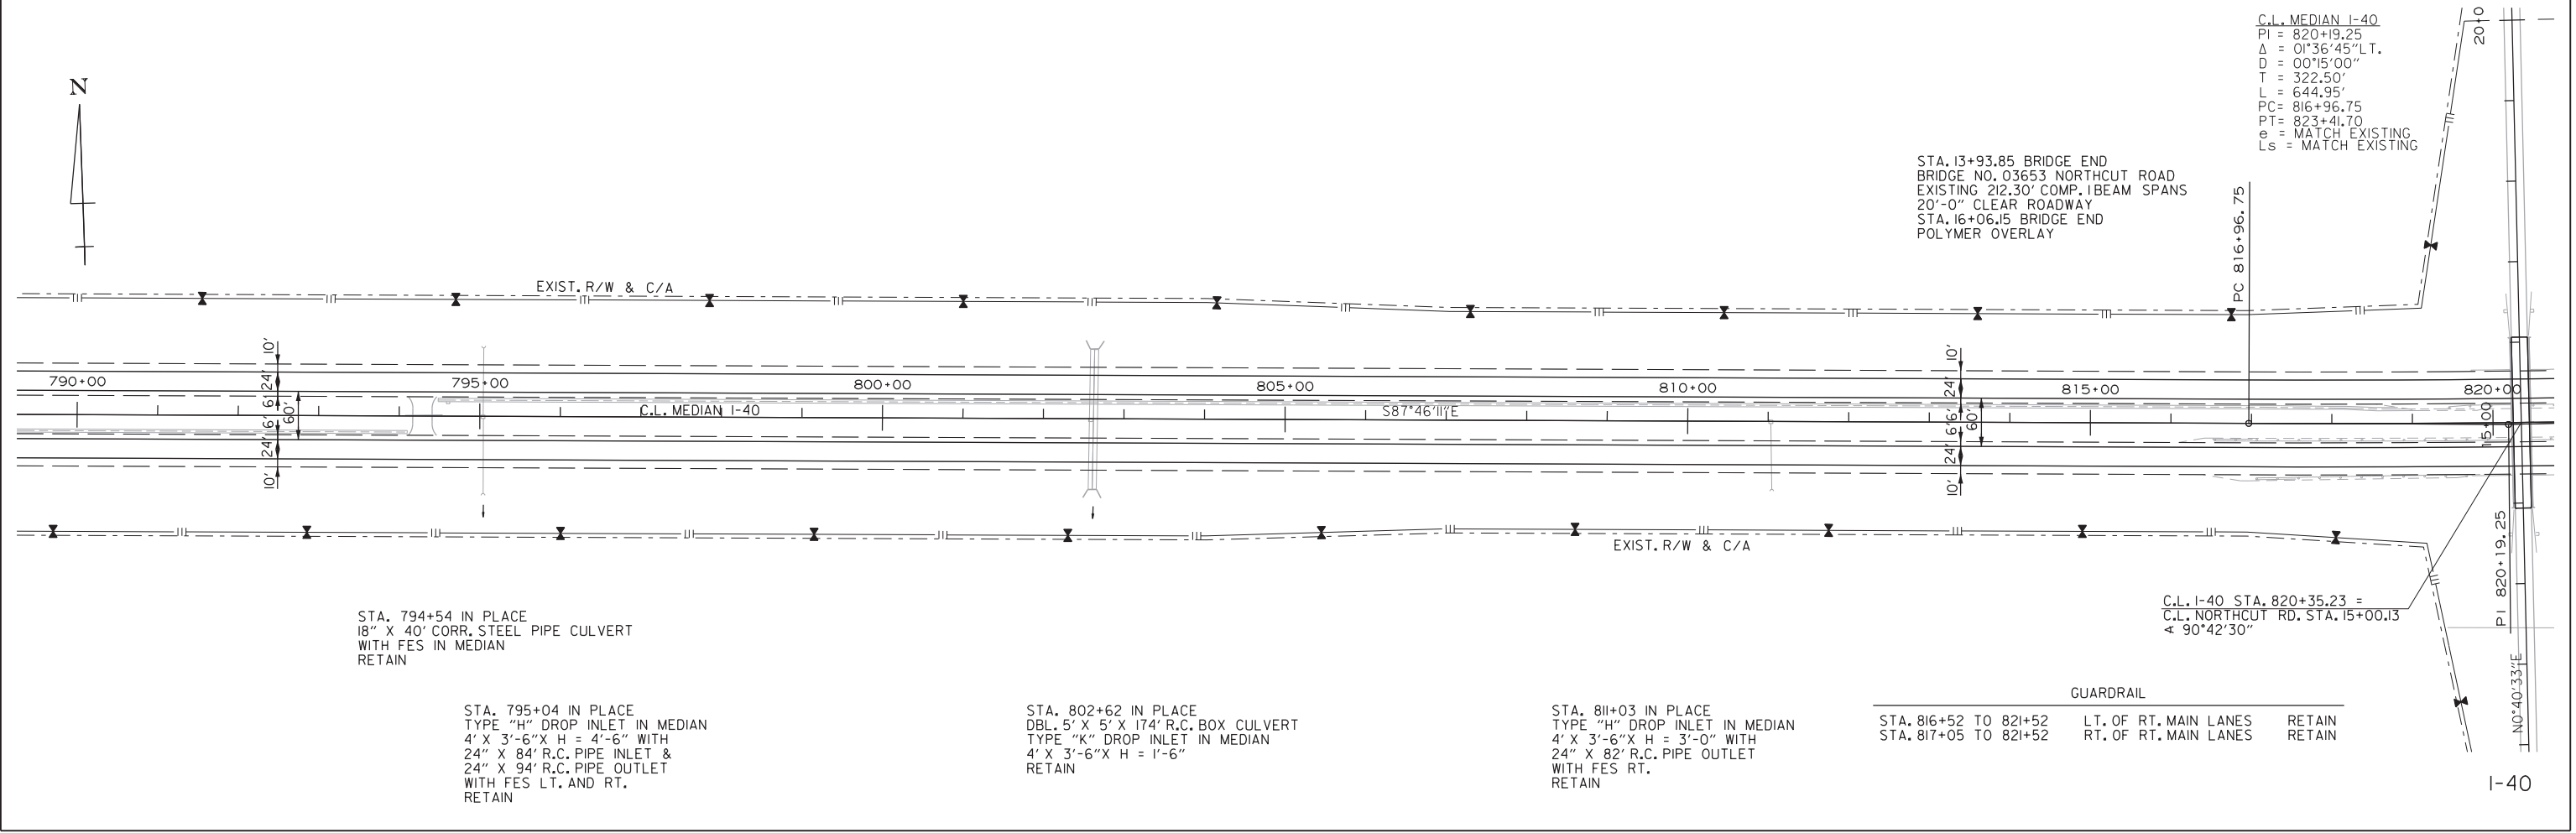 N
C.L. MEDIAN I-40
PI = 820+19.25
Δ = 01°36'45"LT.
D = 00°15'00"
T = 322.50'
L = 644.95'
PC= 816+96.75
PT= 823+41.70
e = MATCH EXISTING
Ls = MATCH EXISTING
20+0
STA. 13+93.85 BRIDGE END
BRIDGE NO. 03653 NORTHCUT ROAD
EXISTING 212.30' COMP. I BEAM SPANS
20'-0" CLEAR ROADWAY
STA. 16+06.15 BRIDGE END
POLYMER OVERLAY
PC 816+96.75
EXIST. R/W & C/A
790+00
795+00
800+00
805+00
810+00
815+00
820+00
10'
24'
6'
6'
24'
10'
60'
C.L. MEDIAN I-40
S87°46'11"E
10'
24'
6'
6'
24'
10'
60'
15+00
EXIST. R/W & C/A
PI 820+19.25
C.L. I-40 STA. 820+35.23 =
C.L. NORTHCUT RD. STA. 15+00.13
∢ 90°42'30"
N0°40'33"E
STA. 794+54 IN PLACE
18" X 40' CORR. STEEL PIPE CULVERT
WITH FES IN MEDIAN
RETAIN
STA. 795+04 IN PLACE
TYPE "H" DROP INLET IN MEDIAN
4' X 3'-6"X H = 4'-6" WITH
24" X 84' R.C. PIPE INLET &
24" X 94' R.C. PIPE OUTLET
WITH FES LT. AND RT.
RETAIN
STA. 802+62 IN PLACE
DBL. 5' X 5' X 174' R.C. BOX CULVERT
TYPE "K" DROP INLET IN MEDIAN
4' X 3'-6"X H = 1'-6"
RETAIN
STA. 811+03 IN PLACE
TYPE "H" DROP INLET IN MEDIAN
4' X 3'-6"X H = 3'-0" WITH
24" X 82' R.C. PIPE OUTLET
WITH FES RT.
RETAIN
GUARDRAIL
STA. 816+52 TO 821+52 LT. OF RT. MAIN LANES RETAIN
STA. 817+05 TO 821+52 RT. OF RT. MAIN LANES RETAIN
I-40